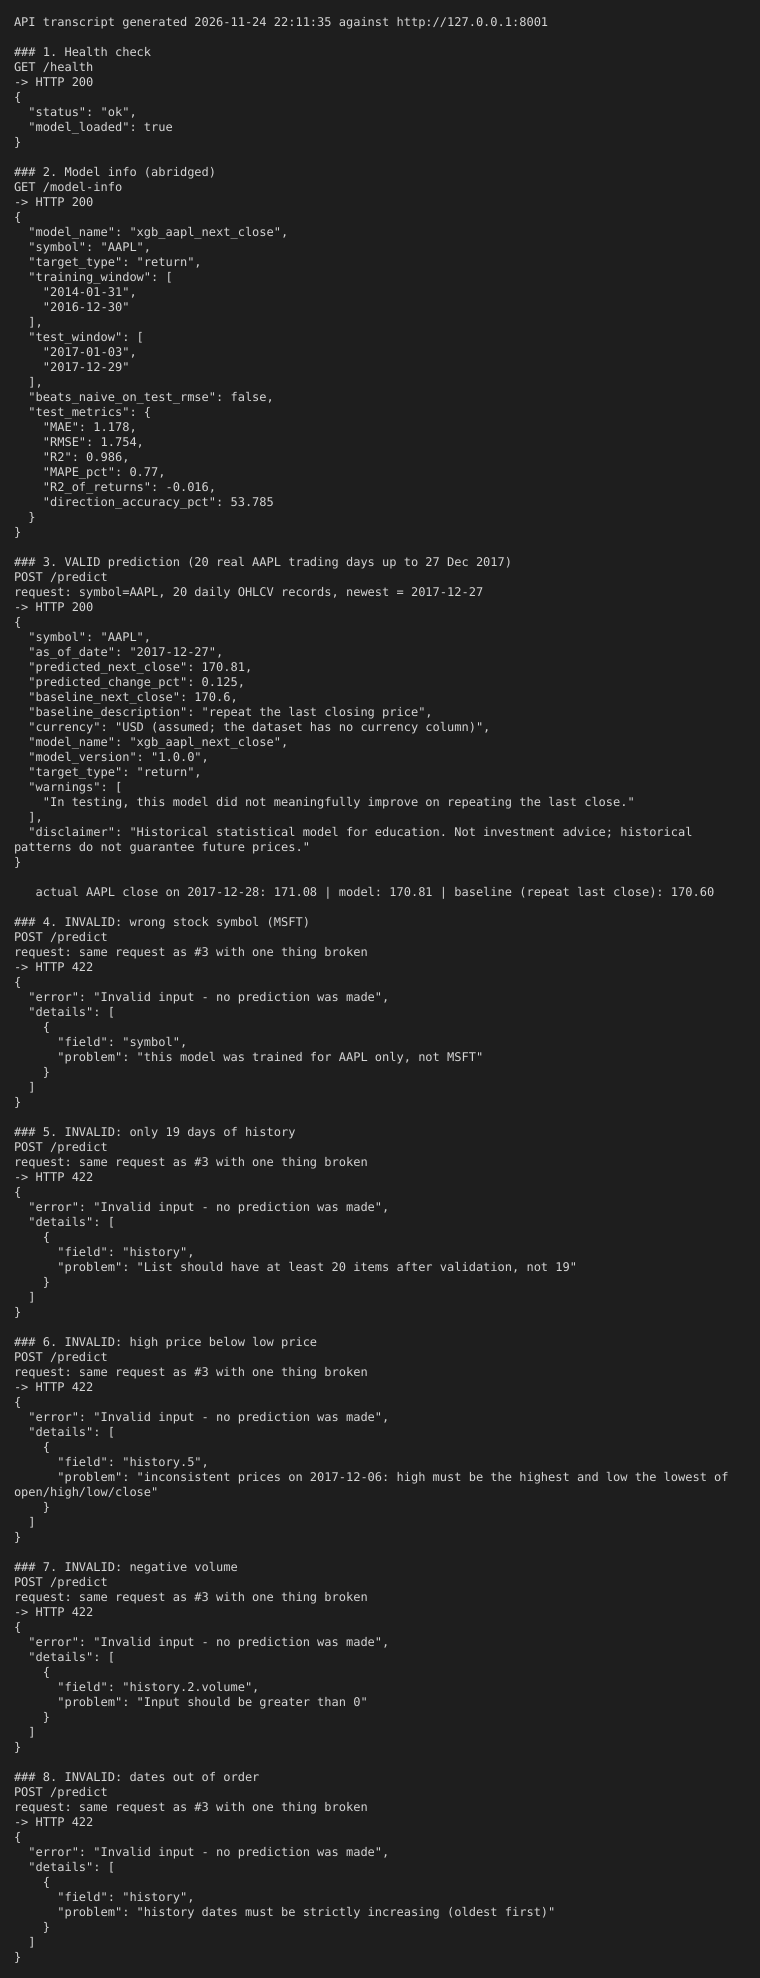 API transcript generated 2026-11-24 22:11:35 against http://127.0.0.1:8001

### 1. Health check
GET /health
-> HTTP 200
{
  "status": "ok",
  "model_loaded": true
}

### 2. Model info (abridged)
GET /model-info
-> HTTP 200
{
  "model_name": "xgb_aapl_next_close",
  "symbol": "AAPL",
  "target_type": "return",
  "training_window": [
    "2014-01-31",
    "2016-12-30"
  ],
  "test_window": [
    "2017-01-03",
    "2017-12-29"
  ],
  "beats_naive_on_test_rmse": false,
  "test_metrics": {
    "MAE": 1.178,
    "RMSE": 1.754,
    "R2": 0.986,
    "MAPE_pct": 0.77,
    "R2_of_returns": -0.016,
    "direction_accuracy_pct": 53.785
  }
}

### 3. VALID prediction (20 real AAPL trading days up to 27 Dec 2017)
POST /predict
request: symbol=AAPL, 20 daily OHLCV records, newest = 2017-12-27
-> HTTP 200
{
  "symbol": "AAPL",
  "as_of_date": "2017-12-27",
  "predicted_next_close": 170.81,
  "predicted_change_pct": 0.125,
  "baseline_next_close": 170.6,
  "baseline_description": "repeat the last closing price",
  "currency": "USD (assumed; the dataset has no currency column)",
  "model_name": "xgb_aapl_next_close",
  "model_version": "1.0.0",
  "target_type": "return",
  "warnings": [
    "In testing, this model did not meaningfully improve on repeating the last close."
  ],
  "disclaimer": "Historical statistical model for education. Not investment advice; historical
patterns do not guarantee future prices."
}

   actual AAPL close on 2017-12-28: 171.08 | model: 170.81 | baseline (repeat last close): 170.60

### 4. INVALID: wrong stock symbol (MSFT)
POST /predict
request: same request as #3 with one thing broken
-> HTTP 422
{
  "error": "Invalid input - no prediction was made",
  "details": [
    {
      "field": "symbol",
      "problem": "this model was trained for AAPL only, not MSFT"
    }
  ]
}

### 5. INVALID: only 19 days of history
POST /predict
request: same request as #3 with one thing broken
-> HTTP 422
{
  "error": "Invalid input - no prediction was made",
  "details": [
    {
      "field": "history",
      "problem": "List should have at least 20 items after validation, not 19"
    }
  ]
}

### 6. INVALID: high price below low price
POST /predict
request: same request as #3 with one thing broken
-> HTTP 422
{
  "error": "Invalid input - no prediction was made",
  "details": [
    {
      "field": "history.5",
      "problem": "inconsistent prices on 2017-12-06: high must be the highest and low the lowest of
open/high/low/close"
    }
  ]
}

### 7. INVALID: negative volume
POST /predict
request: same request as #3 with one thing broken
-> HTTP 422
{
  "error": "Invalid input - no prediction was made",
  "details": [
    {
      "field": "history.2.volume",
      "problem": "Input should be greater than 0"
    }
  ]
}

### 8. INVALID: dates out of order
POST /predict
request: same request as #3 with one thing broken
-> HTTP 422
{
  "error": "Invalid input - no prediction was made",
  "details": [
    {
      "field": "history",
      "problem": "history dates must be strictly increasing (oldest first)"
    }
  ]
}